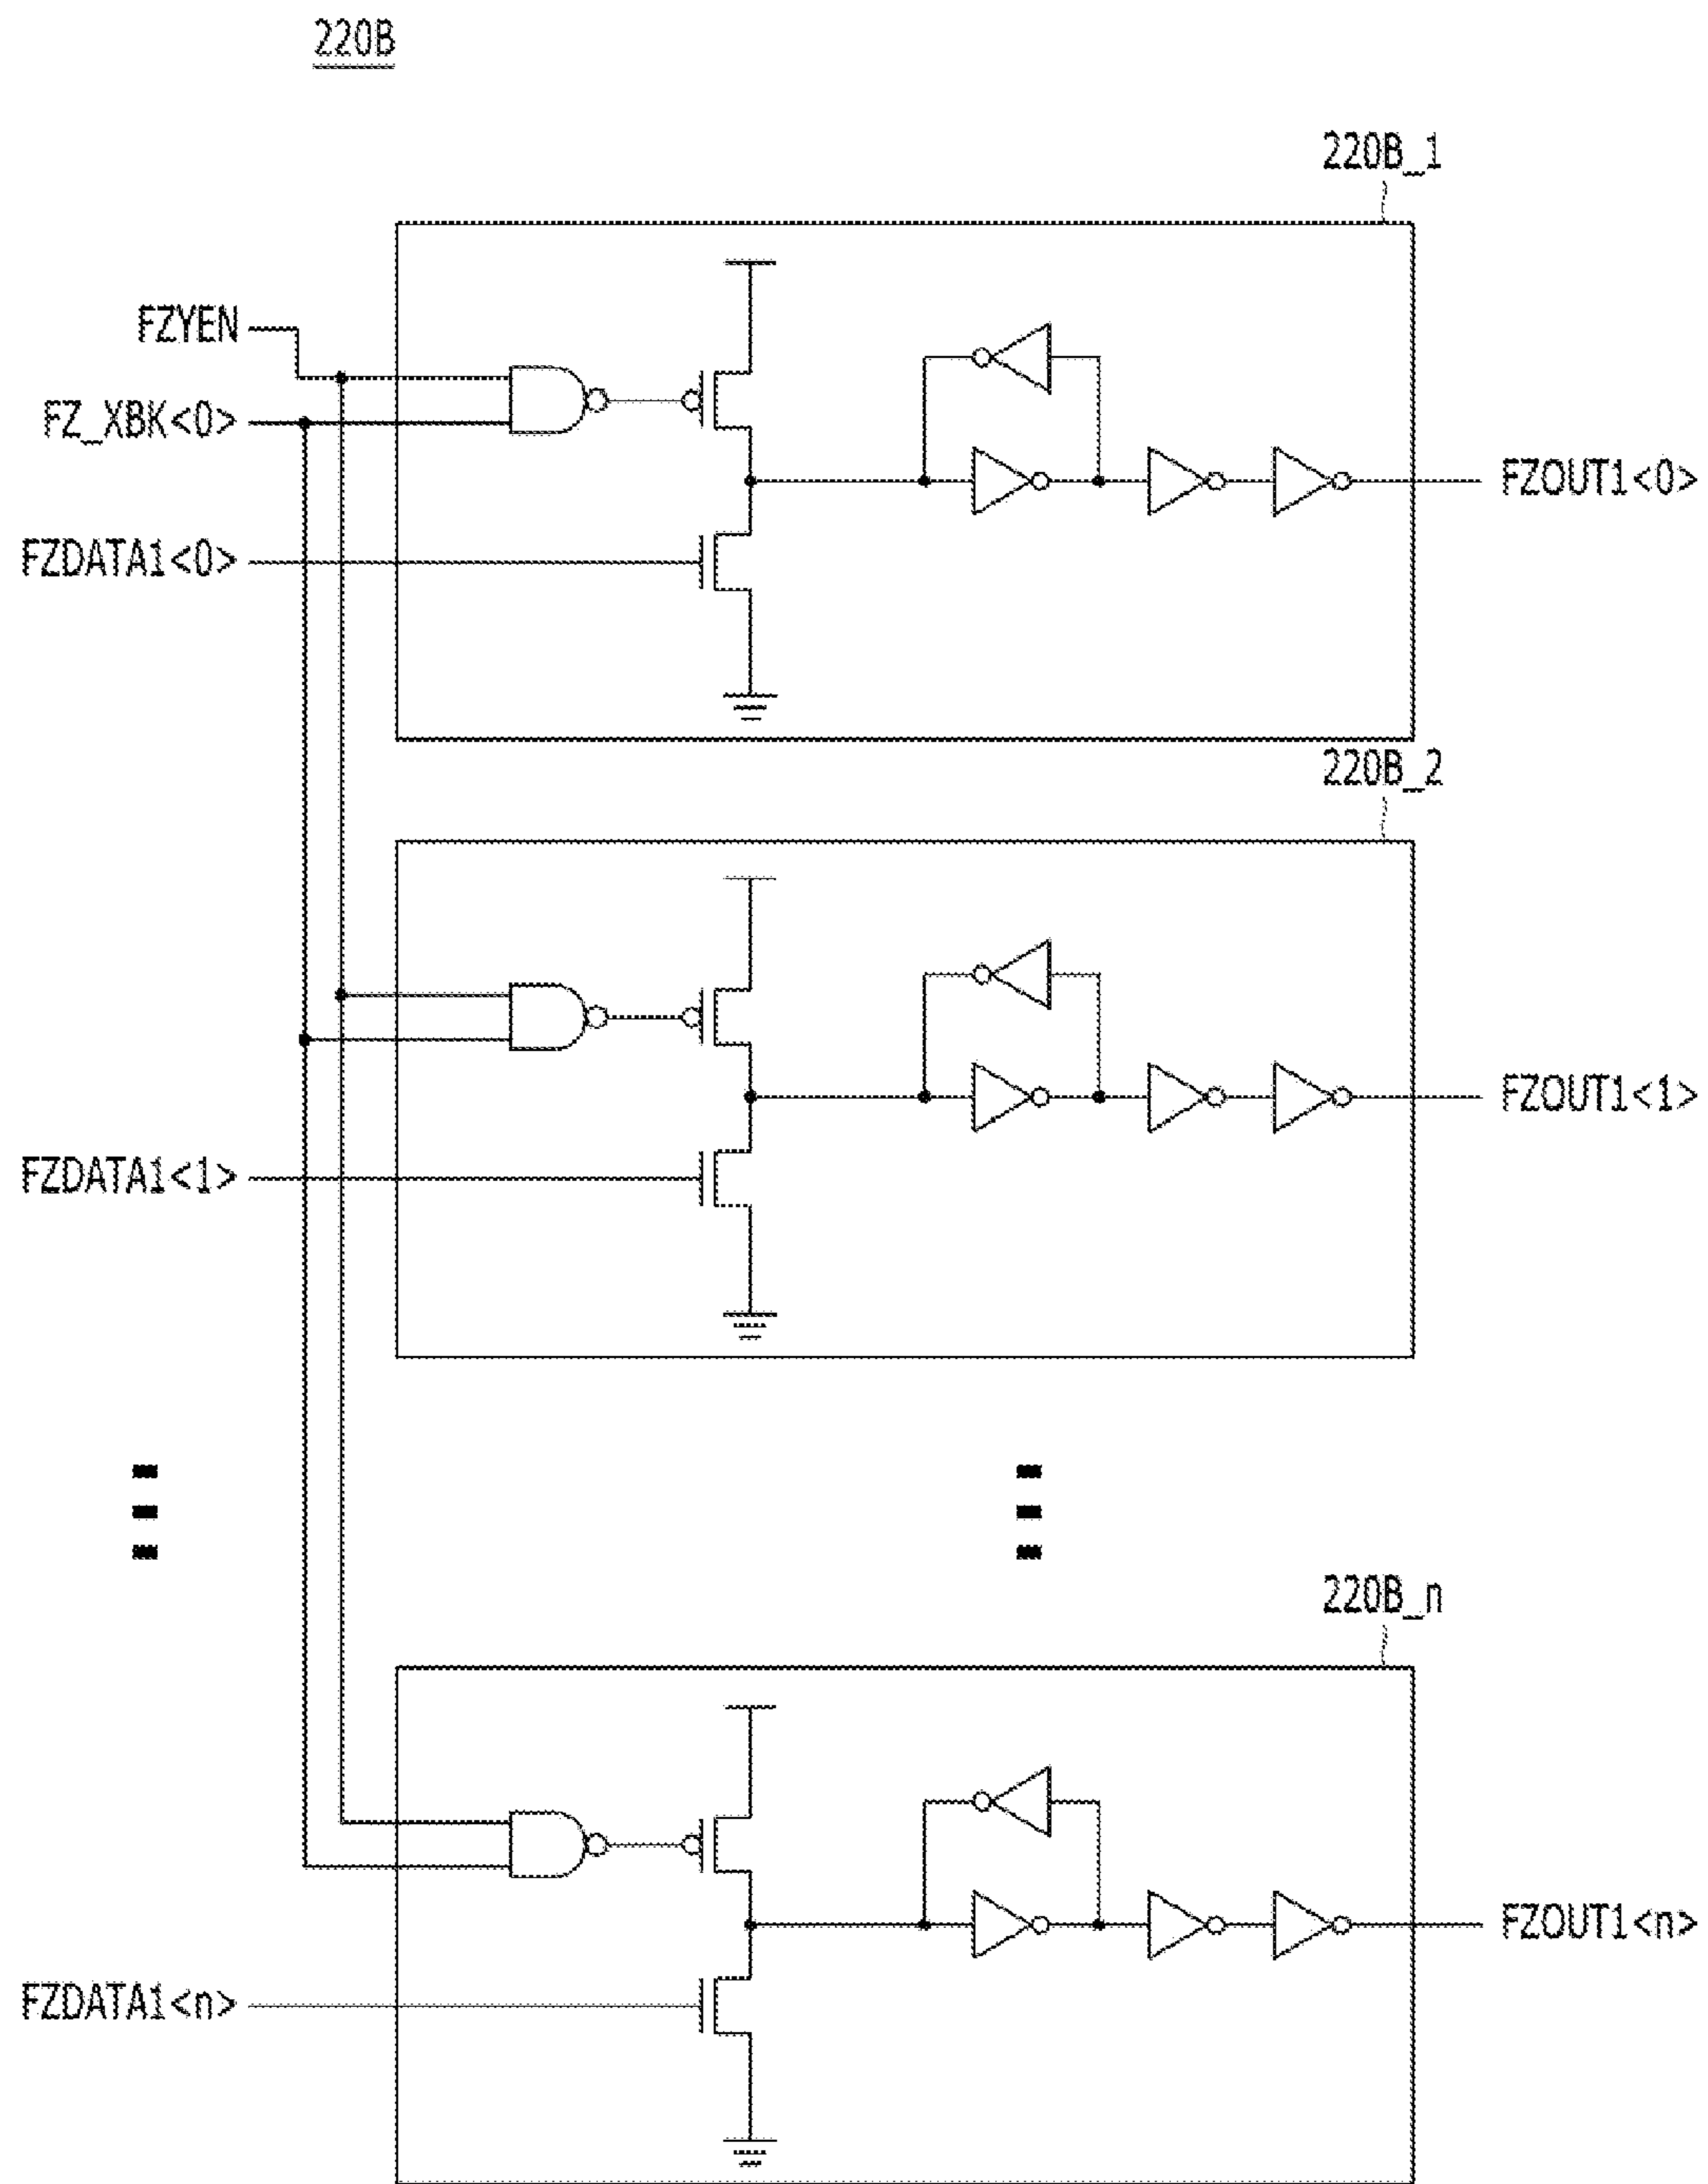 220B
220B_1
FZYEN
FZ_XBK<0>
FZOUT1<0>
FZDATA1<0>
220B_2
FZOUT1<1>
FZDATA1<1>
220B_n
FZOUT1<n>
FZDATA1<n>